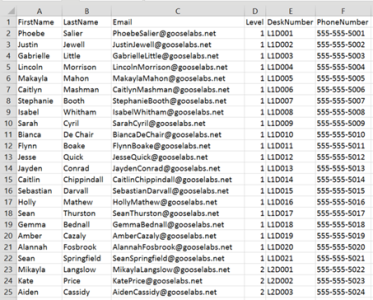 A B C D E F
1 FirstName LastName Email Level DeskNumber PhoneNumber
2 Phoebe Salier PhoebeSalier@gooselabs.net 1 L1D001 555-555-5001
3 Justin Jewell JustinJewell@gooselabs.net 1 L1D002 555-555-5002
4 Gabrielle Little GabrielleLittle@gooselabs.net 1 L1D003 555-555-5003
5 Lincoln Morrison LincolnMorrison@gooselabs.net 1 L1D004 555-555-5004
6 Makayla Mahon MakaylaMahon@gooselabs.net 1 L1D005 555-555-5005
7 Caitlyn Mashman CaitlynMashman@gooselabs.net 1 L1D006 555-555-5006
8 Stephanie Booth StephanieBooth@gooselabs.net 1 L1D007 555-555-5007
9 Isabel Whitham IsabelWhitham@gooselabs.net 1 L1D008 555-555-5008
10 Sarah Cyril SarahCyril@gooselabs.net 1 L1D009 555-555-5009
11 Bianca De Chair BiancaDeChair@gooselabs.net 1 L1D010 555-555-5010
12 Flynn Boake FlynnBoake@gooselabs.net 1 L1D011 555-555-5011
13 Jesse Quick JesseQuick@gooselabs.net 1 L1D012 555-555-5012
14 Jayden Conrad JaydenConrad@gooselabs.net 1 L1D013 555-555-5013
15 Caitlin Chippindall CaitlinChippindall@gooselabs.net 1 L1D014 555-555-5014
16 Sebastian Darvall SebastianDarvall@gooselabs.net 1 L1D015 555-555-5015
17 Holly Mathew HollyMathew@gooselabs.net 1 L1D016 555-555-5016
18 Sean Thurston SeanThurston@gooselabs.net 1 L1D017 555-555-5017
19 Gemma Bednall GemmaBednall@gooselabs.net 1 L1D018 555-555-5018
20 Amber Cazaly AmberCazaly@gooselabs.net 1 L1D019 555-555-5019
21 Alannah Fosbrook AlannahFosbrook@gooselabs.net 1 L1D020 555-555-5020
22 Sean Springfield SeanSpringfield@gooselabs.net 1 L1D021 555-555-5021
23 Mikayla Langslow MikaylaLangslow@gooselabs.net 2 L2D001 555-555-5022
24 Kate Price KatePrice@gooselabs.net 2 L2D002 555-555-5023
25 Aiden Cassidy AidenCassidy@gooselabs.net 2 L2D003 555-555-5024